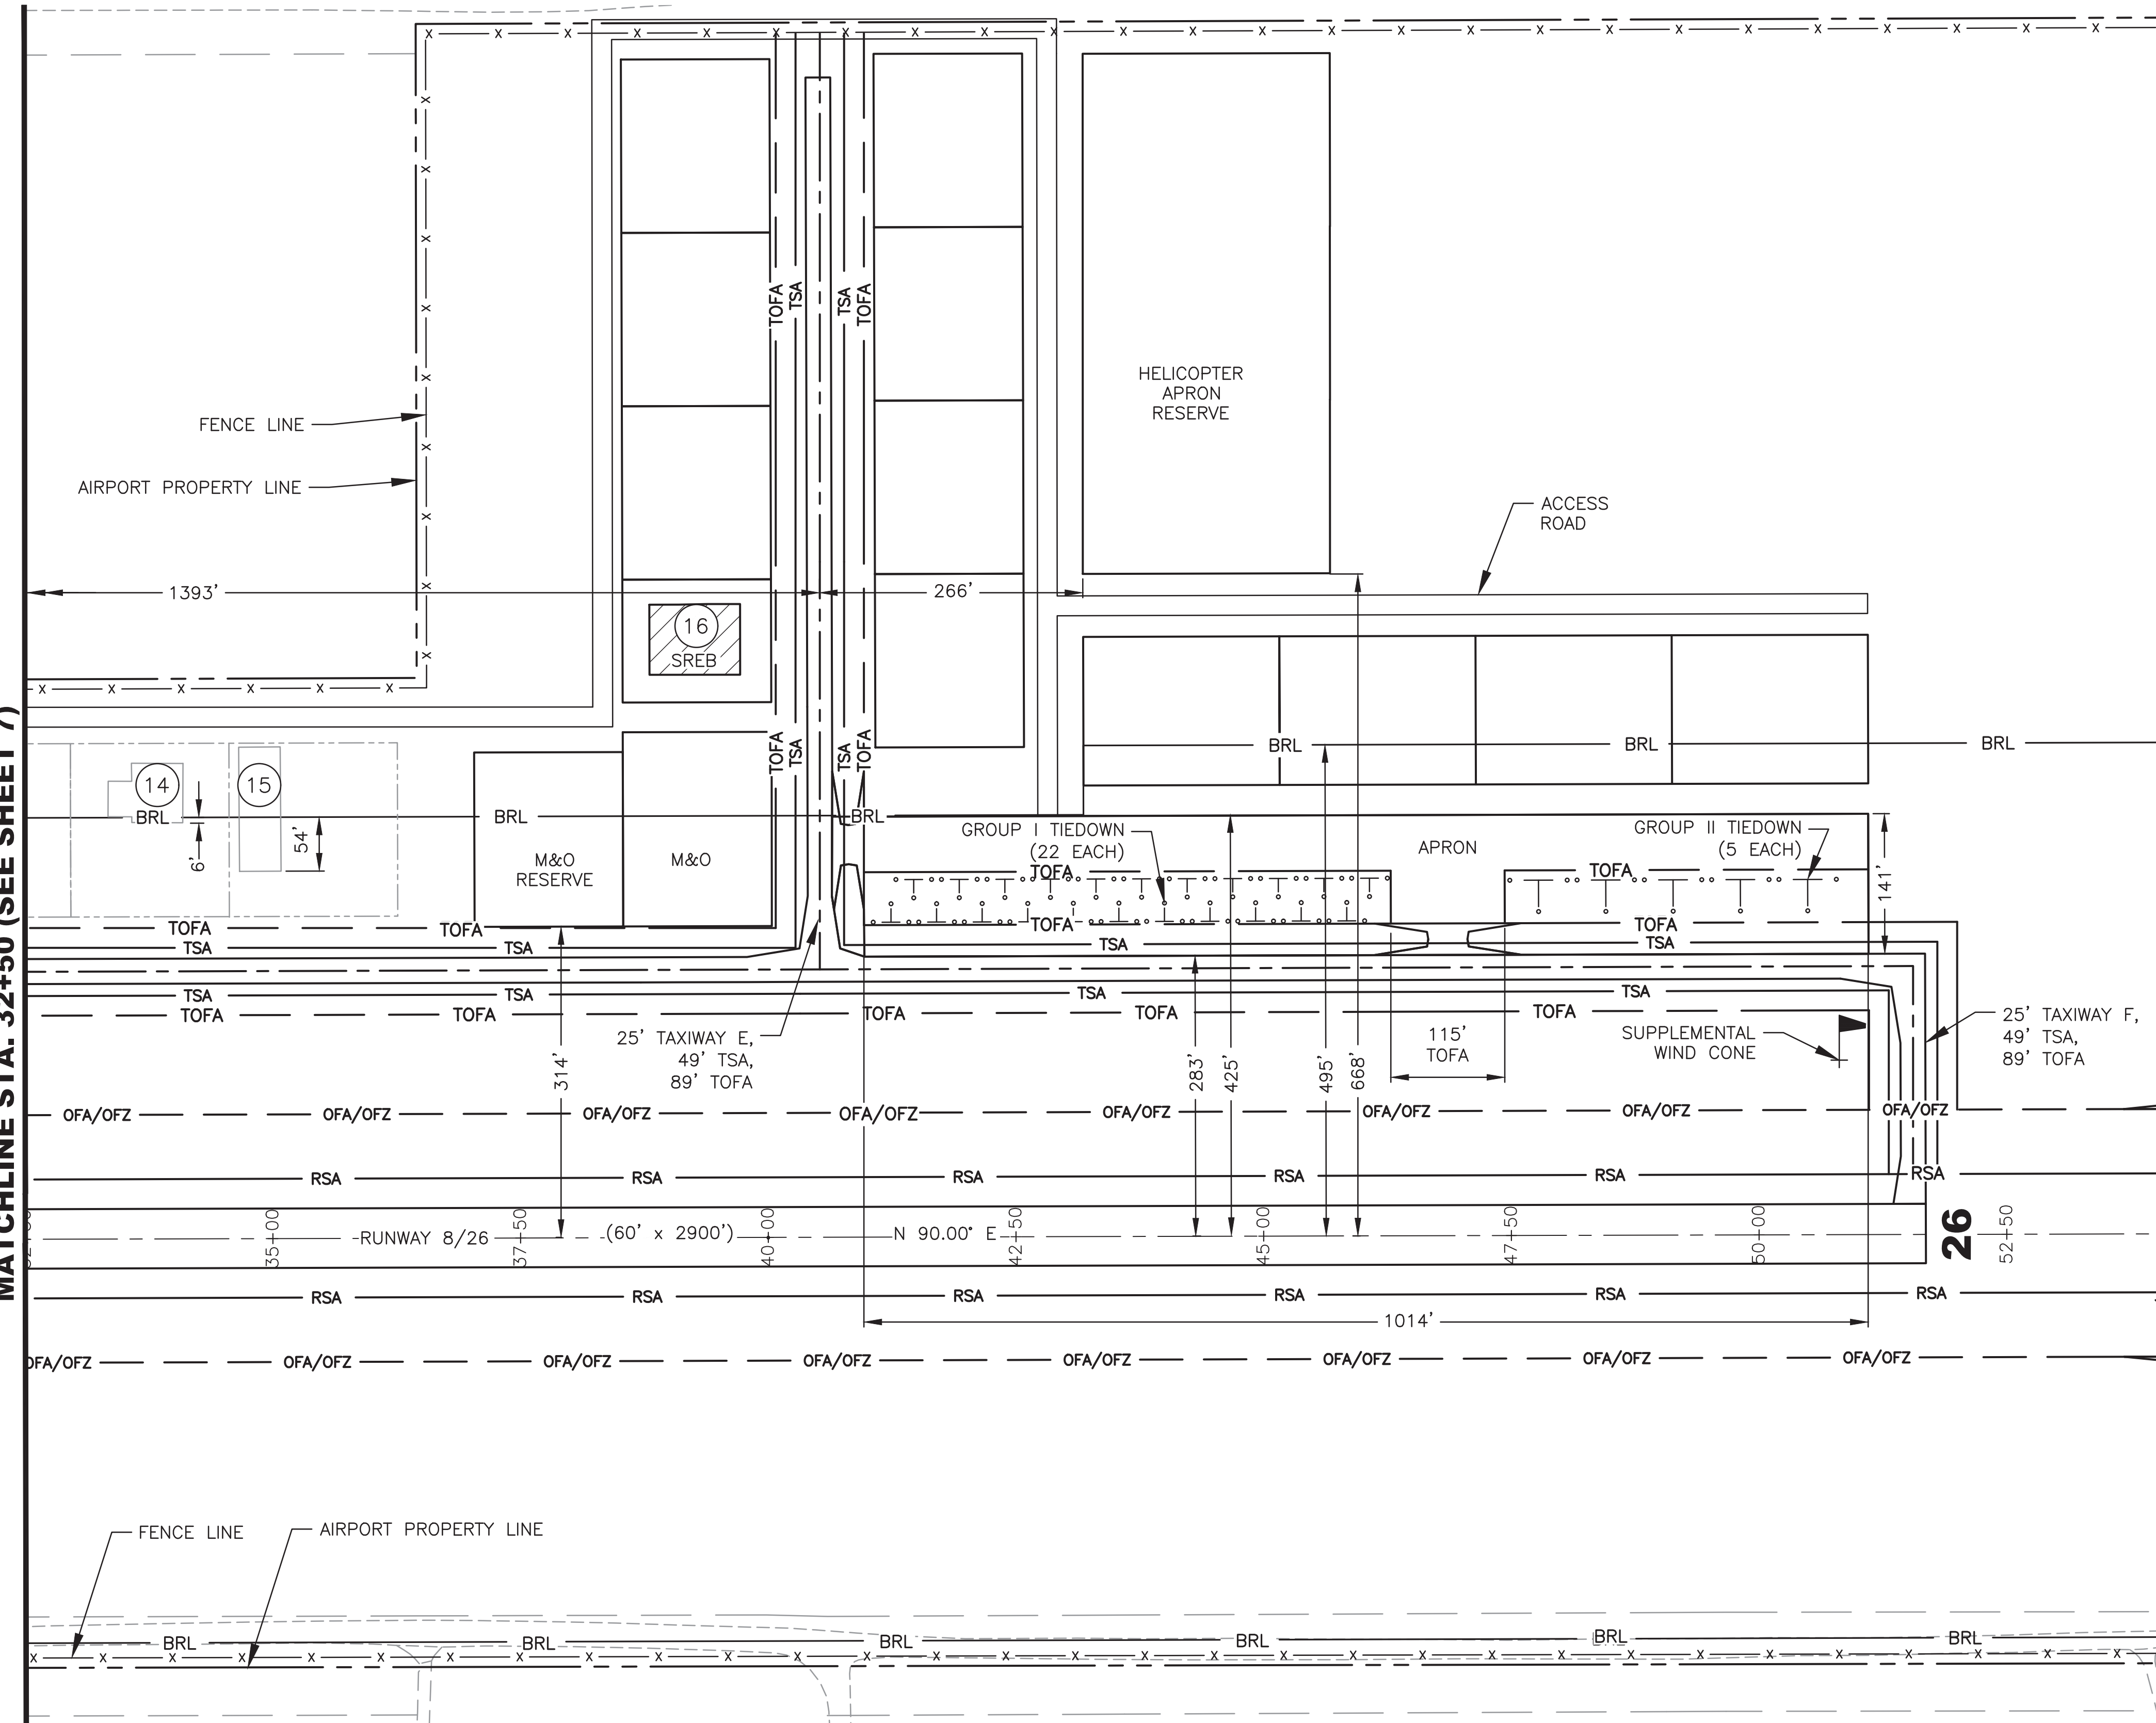 HELICOPTER
APRON
RESERVE
TOFA
TSA
TSA
TOFA
FENCE LINE
AIRPORT PROPERTY LINE
ACCESS
ROAD
1393'
266'
16
SREB
MATCHLINE STA. 32+50 (SEE SHEET 7)
TOFA
TSA
TSA
TOFA
BRL
BRL
BRL
14
15
BRL
6'
54'
BRL
BRL
M&O
RESERVE
M&O
GROUP I TIEDOWN
(22 EACH)
TOFA
APRON
GROUP II TIEDOWN
(5 EACH)
TOFA
141'
TOFA
TOFA
TOFA
TOFA
TSA
TSA
TSA
TSA
TSA
TSA
TSA
TSA
TOFA
TOFA
TOFA
TOFA
TOFA
25' TAXIWAY E,
49' TSA,
89' TOFA
314'
283'
425'
495'
668'
115'
TOFA
SUPPLEMENTAL
WIND CONE
25' TAXIWAY F,
49' TSA,
89' TOFA
OFA/OFZ
OFA/OFZ
OFA/OFZ
OFA/OFZ
OFA/OFZ
OFA/OFZ
OFA/OFZ
OFA/OFZ
RSA
RSA
RSA
RSA
RSA
RSA
35+00
RUNWAY 8/26
37+50
(60' x 2900')
40+00
N 90.00° E
42+50
45+00
47+50
50+00
26
52+50
RSA
RSA
RSA
RSA
RSA
RSA
1014'
OFA/OFZ
OFA/OFZ
OFA/OFZ
OFA/OFZ
OFA/OFZ
OFA/OFZ
OFA/OFZ
OFA/OFZ
FENCE LINE
AIRPORT PROPERTY LINE
BRL
BRL
BRL
BRL
BRL
BRL